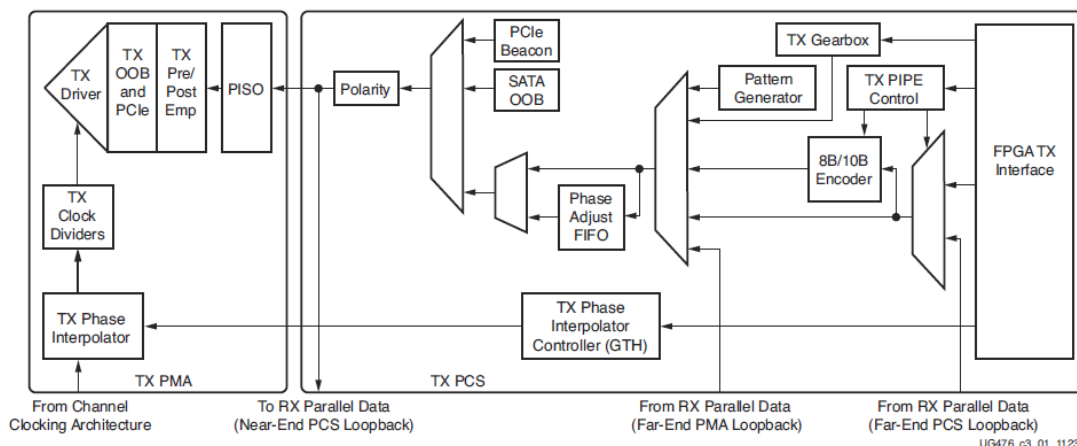 TX
Driver
TX
OOB
and
PCIe
TX
Pre/
Post
Emp
PISO
Polarity
PCIe
Beacon
SATA
OOB
TX Gearbox
Pattern
Generator
TX PIPE
Control
FPGA TX
Interface
8B/10B
Encoder
Phase
Adjust
FIFO
TX
Clock
Dividers
TX Phase
Interpolator
TX Phase
Interpolator
Controller (GTH)
TX PMA
TX PCS
From Channel
Clocking Architecture
To RX Parallel Data
(Near-End PCS Loopback)
From RX Parallel Data
(Far-End PMA Loopback)
From RX Parallel Data
(Far-End PCS Loopback)
UG476_c3_01_1123